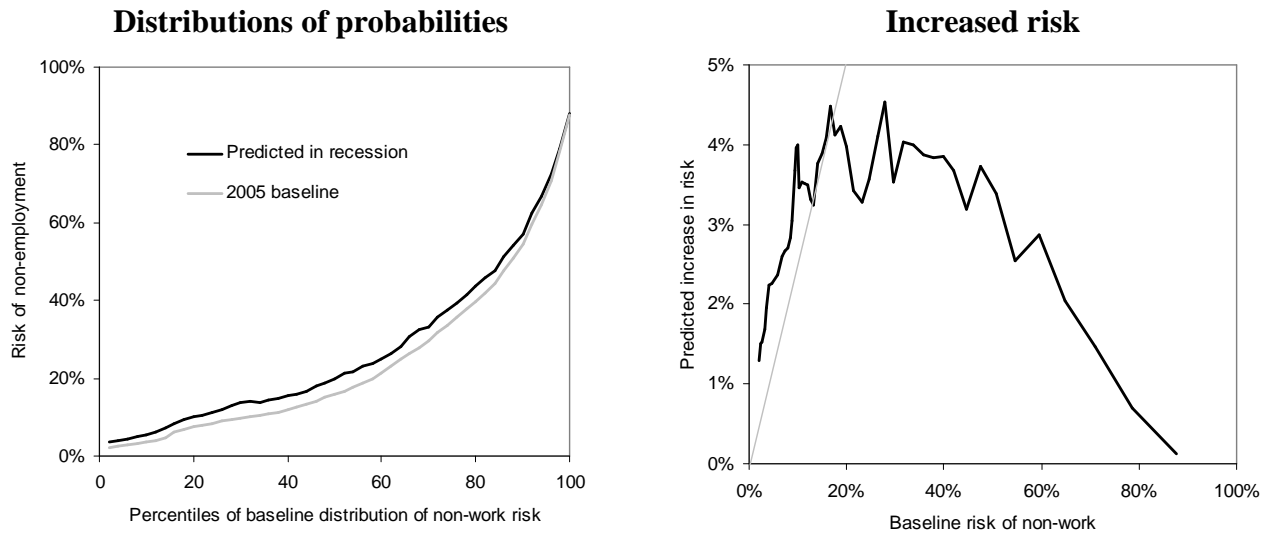 Distributions of probabilities
100%
80%
60%
40%
20%
0%
Risk of non-employment
Predicted in recession
2005 baseline
0 20 40 60 80 100
Percentiles of baseline distribution of non-work risk
Increased risk
5%
4%
3%
2%
1%
0%
Predicted increase in risk
0% 20% 40% 60% 80% 100%
Baseline risk of non-work